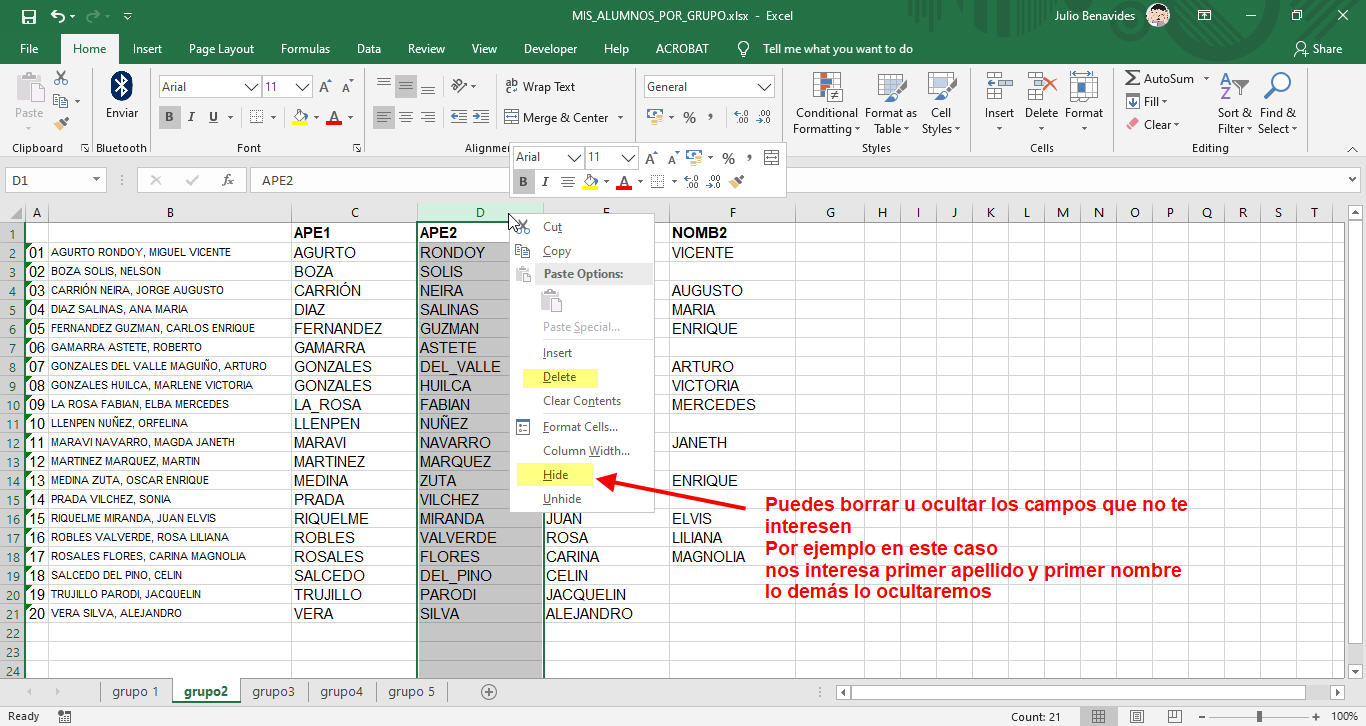 MIS_ALUMNOS_POR_GRUPO.xlsx - Excel
Julio Benavides
File Home Insert Page Layout Formulas Data Review View Developer Help ACROBAT Tell me what you want to do Share
Paste
Clipboard
Enviar
Bluetooth
Arial 11
B I U
Font
Wrap Text
Merge & Center
General
Conditional Formatting
Format as Table
Cell Styles
Styles
Insert Delete Format
Cells
AutoSum
Fill
Clear
Sort & Filter
Find & Select
Editing
Arial 11
B I
D1 fx APE2
A B C D F G H I J K L M N O P Q R S T
1 APE1 APE2 NOMB2
2 01 AGURTO RONDOY, MIGUEL VICENTE AGURTO RONDOY VICENTE
3 02 BOZA SOLIS, NELSON BOZA SOLIS
4 03 CARRIÓN NEIRA, JORGE AUGUSTO CARRIÓN NEIRA AUGUSTO
5 04 DIAZ SALINAS, ANA MARIA DIAZ SALINAS MARIA
6 05 FERNANDEZ GUZMAN, CARLOS ENRIQUE FERNANDEZ GUZMAN ENRIQUE
7 06 GAMARRA ASTETE, ROBERTO GAMARRA ASTETE
8 07 GONZALES DEL VALLE MAGUIÑO, ARTURO GONZALES DEL_VALLE ARTURO
9 08 GONZALES HUILCA, MARLENE VICTORIA GONZALES HUILCA VICTORIA
10 09 LA ROSA FABIAN, ELBA MERCEDES LA_ROSA FABIAN MERCEDES
11 10 LLENPEN NUÑEZ, ORFELINA LLENPEN NUÑEZ
12 11 MARAVI NAVARRO, MAGDA JANETH MARAVI NAVARRO JANETH
13 12 MARTINEZ MARQUEZ, MARTIN MARTINEZ MARQUEZ
14 13 MEDINA ZUTA, OSCAR ENRIQUE MEDINA ZUTA ENRIQUE
15 14 PRADA VILCHEZ, SONIA PRADA VILCHEZ
16 15 RIQUELME MIRANDA, JUAN ELVIS RIQUELME MIRANDA JUAN ELVIS
17 16 ROBLES VALVERDE, ROSA LILIANA ROBLES VALVERDE ROSA LILIANA
18 17 ROSALES FLORES, CARINA MAGNOLIA ROSALES FLORES CARINA MAGNOLIA
19 18 SALCEDO DEL PINO, CELIN SALCEDO DEL_PINO CELIN
20 19 TRUJILLO PARODI, JACQUELIN TRUJILLO PARODI JACQUELIN
21 20 VERA SILVA, ALEJANDRO VERA SILVA ALEJANDRO
22
23
24
Cut
Copy
Paste Options:
Paste Special...
Insert
Delete
Clear Contents
Format Cells...
Column Width...
Hide
Unhide
Puedes borrar u ocultar los campos que no te
interesen
Por ejemplo en este caso
nos interesa primer apellido y primer nombre
lo demás lo ocultaremos
grupo 1 grupo2 grupo3 grupo4 grupo 5
Ready Count: 21 100%